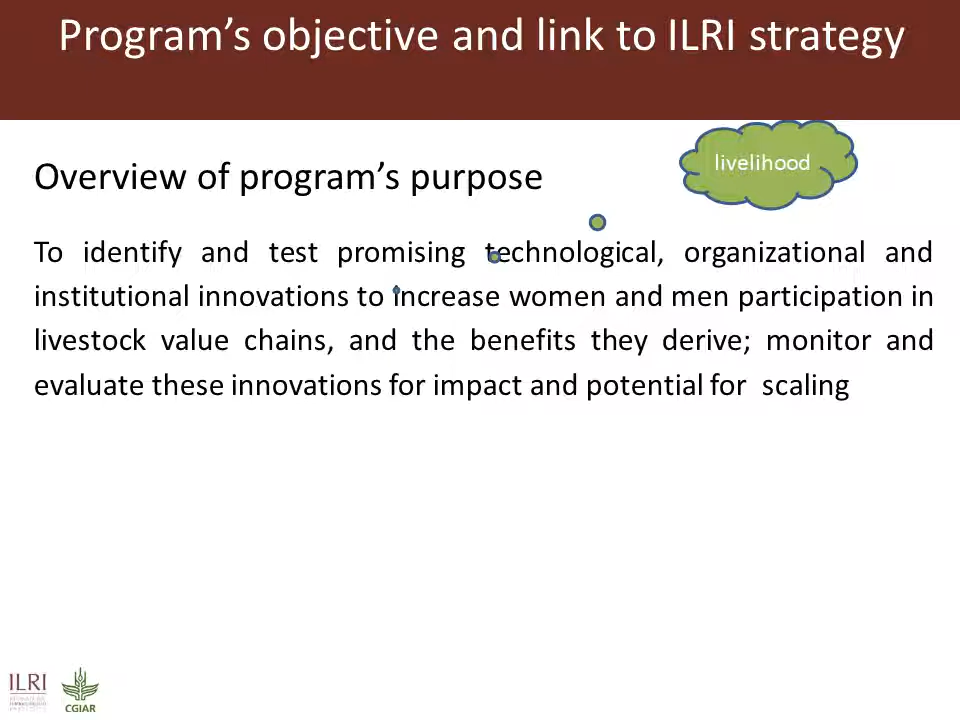 Program’s objective and link to ILRI strategy
livelihood
Overview of program’s purpose
To identify and test promising technological, organizational and
institutional innovations to increase women and men participation in
livestock value chains, and the benefits they derive; monitor and
evaluate these innovations for impact and potential for scaling
ILRI
CGIAR